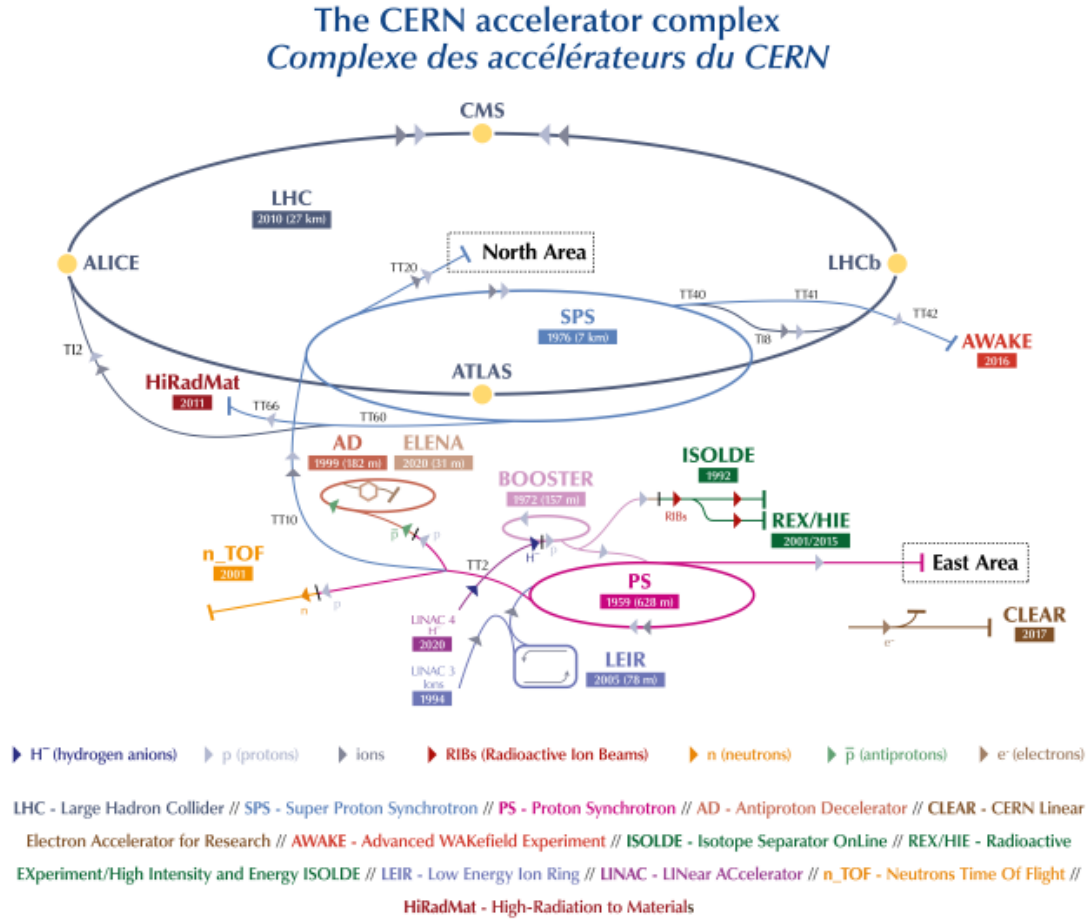 The CERN accelerator complex
Complexe des accélérateurs du CERN
CMS
LHC
2010 (27 km)
North Area
TT20
ALICE
LHCb
TT40
TT41
TT42
SPS
1976 (7 km)
TI8
AWAKE
2016
TI2
ATLAS
HiRadMat
2011
TT66
TT60
AD
1999 (182 m)
ELENA
2020 (31 m)
ISOLDE
1992
BOOSTER
1972 (157 m)
RIBs
REX/HIE
2001/2015
TT10
p̅
p
H⁻
p
n_TOF
2001
TT2
East Area
PS
1959 (628 m)
n
p
LINAC 4
H⁻
2020
CLEAR
2017
e⁻
LINAC 3
Ions
1994
LEIR
2005 (78 m)
H⁻ (hydrogen anions)
p (protons)
ions
RIBs (Radioactive Ion Beams)
n (neutrons)
p̅ (antiprotons)
e⁻ (electrons)
LHC - Large Hadron Collider // SPS - Super Proton Synchrotron // PS - Proton Synchrotron // AD - Antiproton Decelerator // CLEAR - CERN Linear
Electron Accelerator for Research // AWAKE - Advanced WAKefield Experiment // ISOLDE - Isotope Separator OnLine // REX/HIE - Radioactive
EXperiment/High Intensity and Energy ISOLDE // LEIR - Low Energy Ion Ring // LINAC - LINear ACcelerator // n_TOF - Neutrons Time Of Flight //
HiRadMat - High-Radiation to Materials